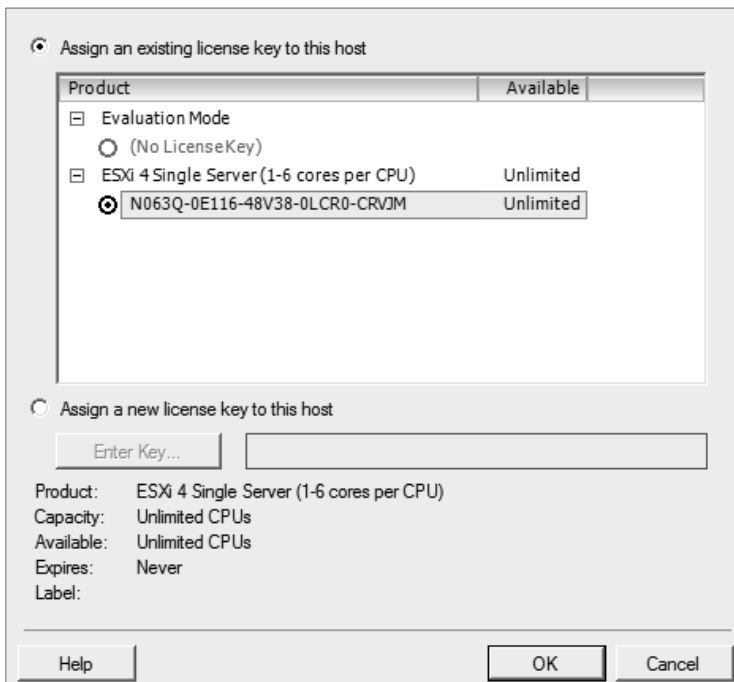 Assign an existing license key to this host
Product Available
Evaluation Mode
(No License Key)
ESXi 4 Single Server (1-6 cores per CPU) Unlimited
N063Q-0E116-48V38-0LCR0-CRVJM Unlimited
Assign a new license key to this host
Enter Key...
Product: ESXi 4 Single Server (1-6 cores per CPU)
Capacity: Unlimited CPUs
Available: Unlimited CPUs
Expires: Never
Label:
Help OK Cancel